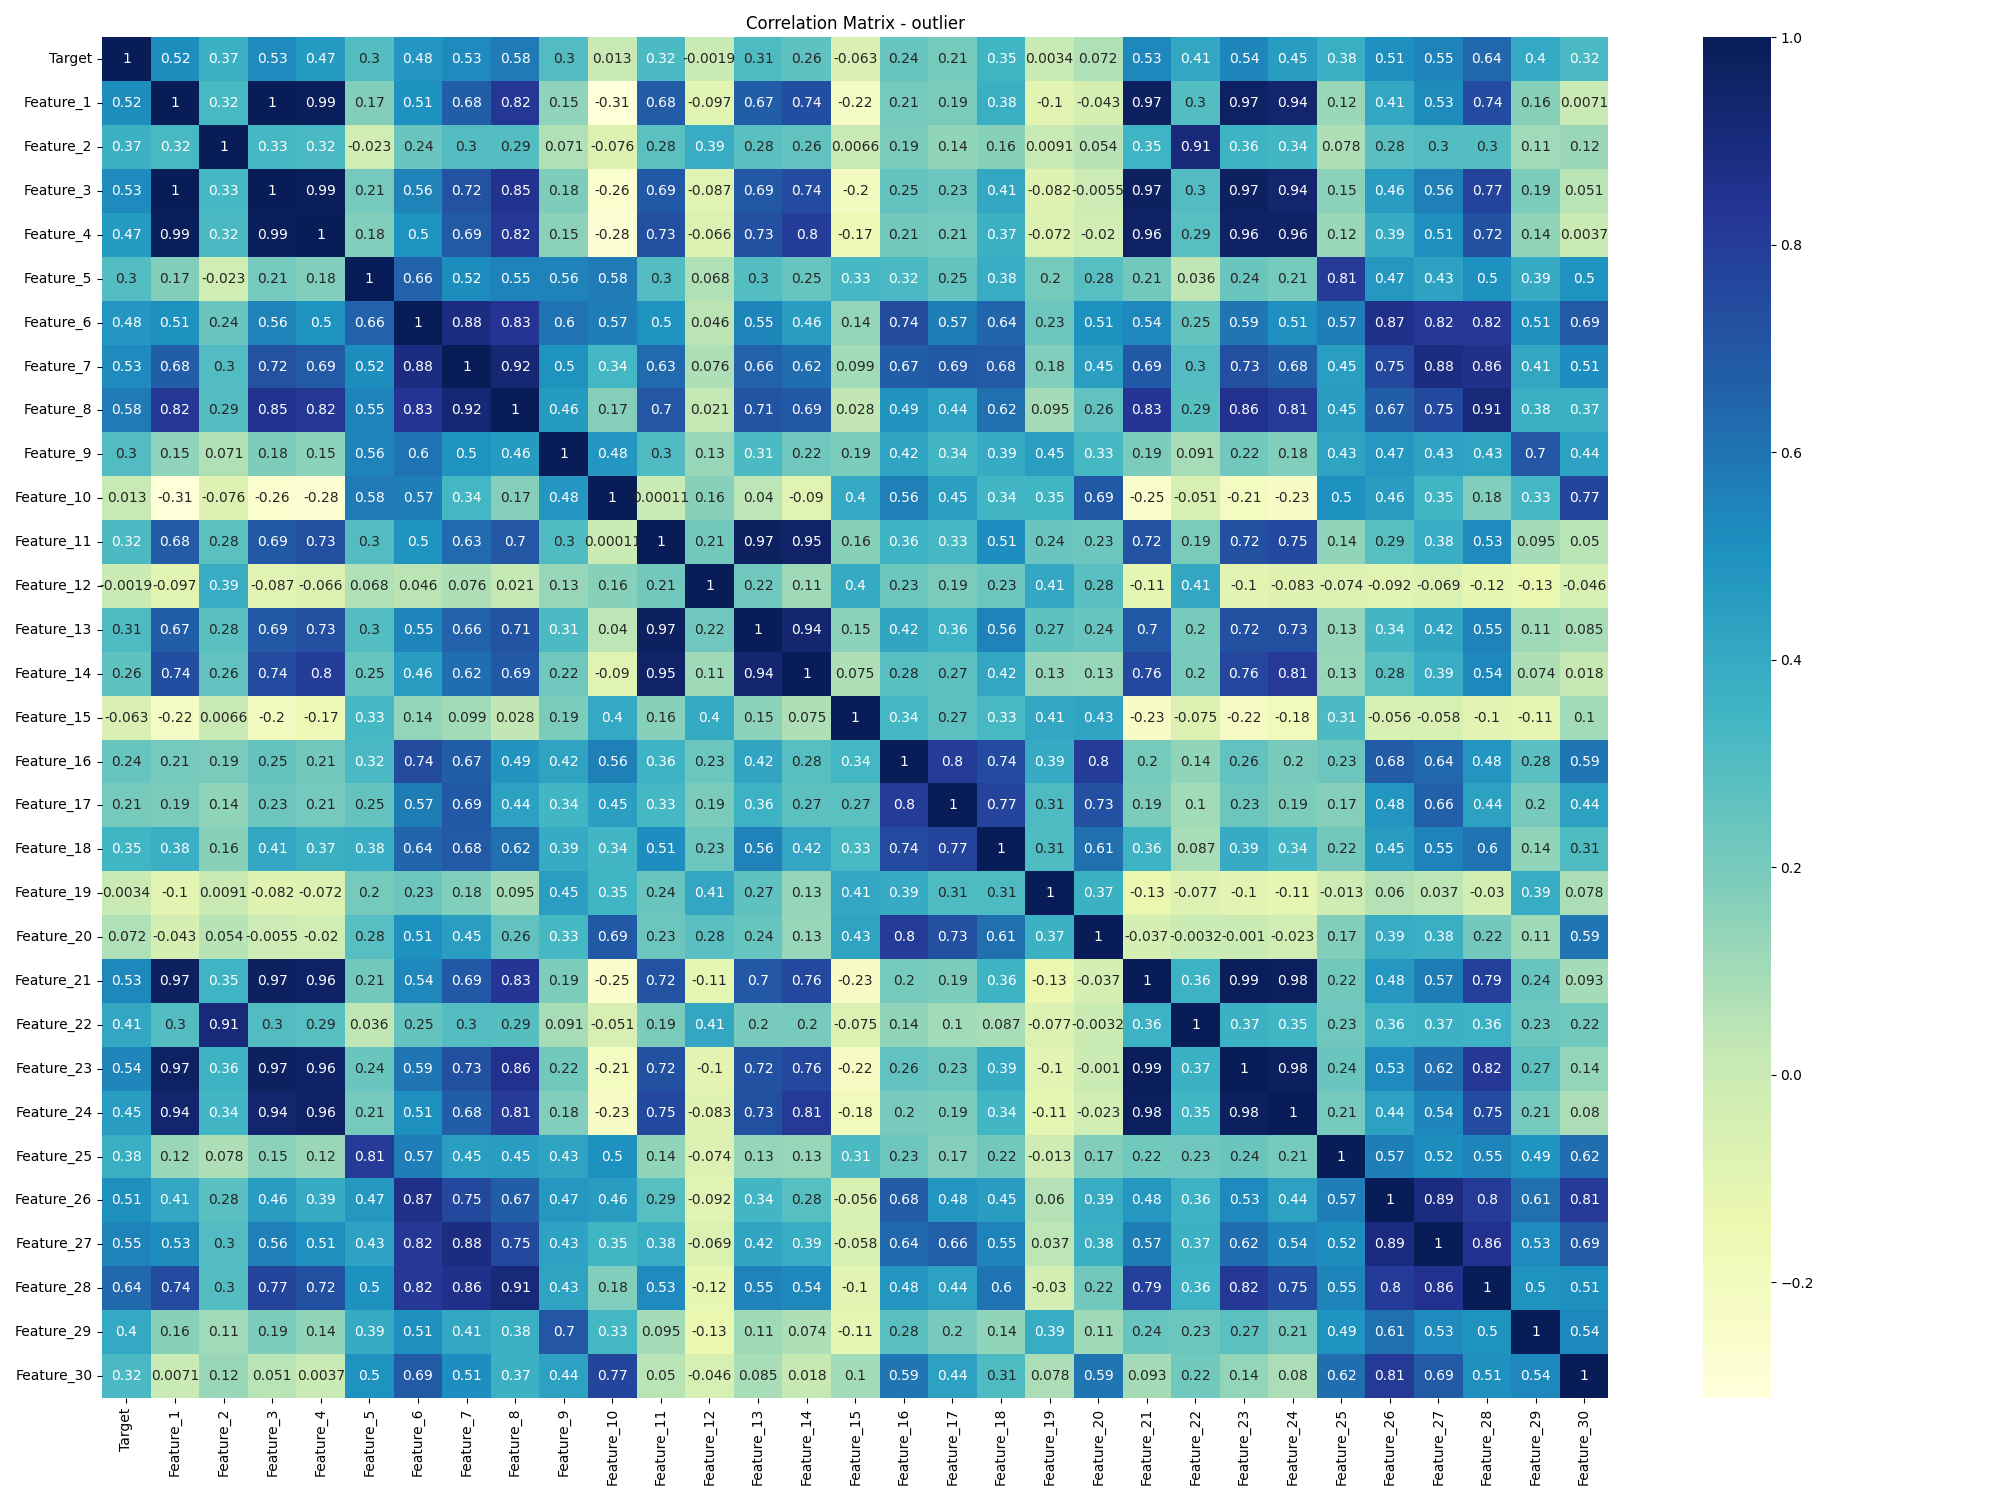 Correlation Matrix - outlier
Target 1 0.52 0.37 0.53 0.47 0.3 0.48 0.53 0.58 0.3 0.013 0.32 -0.0019 0.31 0.26 -0.063 0.24 0.21 0.35 0.0034 0.072 0.53 0.41 0.54 0.45 0.38 0.51 0.55 0.64 0.4 0.32
Feature_1 0.52 1 0.32 1 0.99 0.17 0.51 0.68 0.82 0.15 -0.31 0.68 -0.097 0.67 0.74 -0.22 0.21 0.19 0.38 -0.1 -0.043 0.97 0.3 0.97 0.94 0.12 0.41 0.53 0.74 0.16 0.0071
Feature_2 0.37 0.32 1 0.33 0.32 -0.023 0.24 0.3 0.29 0.071 -0.076 0.28 0.39 0.28 0.26 0.0066 0.19 0.14 0.16 0.0091 0.054 0.35 0.91 0.36 0.34 0.078 0.28 0.3 0.3 0.11 0.12
Feature_3 0.53 1 0.33 1 0.99 0.21 0.56 0.72 0.85 0.18 -0.26 0.69 -0.087 0.69 0.74 -0.2 0.25 0.23 0.41 -0.082 -0.0055 0.97 0.3 0.97 0.94 0.15 0.46 0.56 0.77 0.19 0.051
Feature_4 0.47 0.99 0.32 0.99 1 0.18 0.5 0.69 0.82 0.15 -0.28 0.73 -0.066 0.73 0.8 -0.17 0.21 0.21 0.37 -0.072 -0.02 0.96 0.29 0.96 0.96 0.12 0.39 0.51 0.72 0.14 0.0037
Feature_5 0.3 0.17 -0.023 0.21 0.18 1 0.66 0.52 0.55 0.56 0.58 0.3 0.068 0.3 0.25 0.33 0.32 0.25 0.38 0.2 0.28 0.21 0.036 0.24 0.21 0.81 0.47 0.43 0.5 0.39 0.5
Feature_6 0.48 0.51 0.24 0.56 0.5 0.66 1 0.88 0.83 0.6 0.57 0.5 0.046 0.55 0.46 0.14 0.74 0.57 0.64 0.23 0.51 0.54 0.25 0.59 0.51 0.57 0.87 0.82 0.82 0.51 0.69
Feature_7 0.53 0.68 0.3 0.72 0.69 0.52 0.88 1 0.92 0.5 0.34 0.63 0.076 0.66 0.62 0.099 0.67 0.69 0.68 0.18 0.45 0.69 0.3 0.73 0.68 0.45 0.75 0.88 0.86 0.41 0.51
Feature_8 0.58 0.82 0.29 0.85 0.82 0.55 0.83 0.92 1 0.46 0.17 0.7 0.021 0.71 0.69 0.028 0.49 0.44 0.62 0.095 0.26 0.83 0.29 0.86 0.81 0.45 0.67 0.75 0.91 0.38 0.37
Feature_9 0.3 0.15 0.071 0.18 0.15 0.56 0.6 0.5 0.46 1 0.48 0.3 0.13 0.31 0.22 0.19 0.42 0.34 0.39 0.45 0.33 0.19 0.091 0.22 0.18 0.43 0.47 0.43 0.43 0.7 0.44
Feature_10 0.013 -0.31 -0.076 -0.26 -0.28 0.58 0.57 0.34 0.17 0.48 1 0.00011 0.16 0.04 -0.09 0.4 0.56 0.45 0.34 0.35 0.69 -0.25 -0.051 -0.21 -0.23 0.5 0.46 0.35 0.18 0.33 0.77
Feature_11 0.32 0.68 0.28 0.69 0.73 0.3 0.5 0.63 0.7 0.3 0.00011 1 0.21 0.97 0.95 0.16 0.36 0.33 0.51 0.24 0.23 0.72 0.19 0.72 0.75 0.14 0.29 0.38 0.53 0.095 0.05
Feature_12 -0.0019 -0.097 0.39 -0.087 -0.066 0.068 0.046 0.076 0.021 0.13 0.16 0.21 1 0.22 0.11 0.4 0.23 0.19 0.23 0.41 0.28 -0.11 0.41 -0.1 -0.083 -0.074 -0.092 -0.069 -0.12 -0.13 -0.046
Feature_13 0.31 0.67 0.28 0.69 0.73 0.3 0.55 0.66 0.71 0.31 0.04 0.97 0.22 1 0.94 0.15 0.42 0.36 0.56 0.27 0.24 0.7 0.2 0.72 0.73 0.13 0.34 0.42 0.55 0.11 0.085
Feature_14 0.26 0.74 0.26 0.74 0.8 0.25 0.46 0.62 0.69 0.22 -0.09 0.95 0.11 0.94 1 0.075 0.28 0.27 0.42 0.13 0.13 0.76 0.2 0.76 0.81 0.13 0.28 0.39 0.54 0.074 0.018
Feature_15 -0.063 -0.22 0.0066 -0.2 -0.17 0.33 0.14 0.099 0.028 0.19 0.4 0.16 0.4 0.15 0.075 1 0.34 0.27 0.33 0.41 0.43 -0.23 -0.075 -0.22 -0.18 0.31 -0.056 -0.058 -0.1 -0.11 0.1
Feature_16 0.24 0.21 0.19 0.25 0.21 0.32 0.74 0.67 0.49 0.42 0.56 0.36 0.23 0.42 0.28 0.34 1 0.8 0.74 0.39 0.8 0.2 0.14 0.26 0.2 0.23 0.68 0.64 0.48 0.28 0.59
Feature_17 0.21 0.19 0.14 0.23 0.21 0.25 0.57 0.69 0.44 0.34 0.45 0.33 0.19 0.36 0.27 0.27 0.8 1 0.77 0.31 0.73 0.19 0.1 0.23 0.19 0.17 0.48 0.66 0.44 0.2 0.44
Feature_18 0.35 0.38 0.16 0.41 0.37 0.38 0.64 0.68 0.62 0.39 0.34 0.51 0.23 0.56 0.42 0.33 0.74 0.77 1 0.31 0.61 0.36 0.087 0.39 0.34 0.22 0.45 0.55 0.6 0.14 0.31
Feature_19 0.0034 -0.1 0.0091 -0.082 -0.072 0.2 0.23 0.18 0.095 0.45 0.35 0.24 0.41 0.27 0.13 0.41 0.39 0.31 0.31 1 0.37 -0.13 -0.077 -0.1 -0.11 -0.013 0.06 0.037 -0.03 0.39 0.078
Feature_20 0.072 -0.043 0.054 -0.0055 -0.02 0.28 0.51 0.45 0.26 0.33 0.69 0.23 0.28 0.24 0.13 0.43 0.8 0.73 0.61 0.37 1 -0.037 -0.0032 -0.001 -0.023 0.17 0.39 0.38 0.22 0.11 0.59
Feature_21 0.53 0.97 0.35 0.97 0.96 0.21 0.54 0.69 0.83 0.19 -0.25 0.72 -0.11 0.7 0.76 -0.23 0.2 0.19 0.36 -0.13 -0.037 1 0.36 0.99 0.98 0.22 0.48 0.57 0.79 0.24 0.093
Feature_22 0.41 0.3 0.91 0.3 0.29 0.036 0.25 0.3 0.29 0.091 -0.051 0.19 0.41 0.2 0.2 -0.075 0.14 0.1 0.087 -0.077 -0.0032 0.36 1 0.37 0.35 0.23 0.36 0.37 0.36 0.23 0.22
Feature_23 0.54 0.97 0.36 0.97 0.96 0.24 0.59 0.73 0.86 0.22 -0.21 0.72 -0.1 0.72 0.76 -0.22 0.26 0.23 0.39 -0.1 -0.001 0.99 0.37 1 0.98 0.24 0.53 0.62 0.82 0.27 0.14
Feature_24 0.45 0.94 0.34 0.94 0.96 0.21 0.51 0.68 0.81 0.18 -0.23 0.75 -0.083 0.73 0.81 -0.18 0.2 0.19 0.34 -0.11 -0.023 0.98 0.35 0.98 1 0.21 0.44 0.54 0.75 0.21 0.08
Feature_25 0.38 0.12 0.078 0.15 0.12 0.81 0.57 0.45 0.45 0.43 0.5 0.14 -0.074 0.13 0.13 0.31 0.23 0.17 0.22 -0.013 0.17 0.22 0.23 0.24 0.21 1 0.57 0.52 0.55 0.49 0.62
Feature_26 0.51 0.41 0.28 0.46 0.39 0.47 0.87 0.75 0.67 0.47 0.46 0.29 -0.092 0.34 0.28 -0.056 0.68 0.48 0.45 0.06 0.39 0.48 0.36 0.53 0.44 0.57 1 0.89 0.8 0.61 0.81
Feature_27 0.55 0.53 0.3 0.56 0.51 0.43 0.82 0.88 0.75 0.43 0.35 0.38 -0.069 0.42 0.39 -0.058 0.64 0.66 0.55 0.037 0.38 0.57 0.37 0.62 0.54 0.52 0.89 1 0.86 0.53 0.69
Feature_28 0.64 0.74 0.3 0.77 0.72 0.5 0.82 0.86 0.91 0.43 0.18 0.53 -0.12 0.55 0.54 -0.1 0.48 0.44 0.6 -0.03 0.22 0.79 0.36 0.82 0.75 0.55 0.8 0.86 1 0.5 0.51
Feature_29 0.4 0.16 0.11 0.19 0.14 0.39 0.51 0.41 0.38 0.7 0.33 0.095 -0.13 0.11 0.074 -0.11 0.28 0.2 0.14 0.39 0.11 0.24 0.23 0.27 0.21 0.49 0.61 0.53 0.5 1 0.54
Feature_30 0.32 0.0071 0.12 0.051 0.0037 0.5 0.69 0.51 0.37 0.44 0.77 0.05 -0.046 0.085 0.018 0.1 0.59 0.44 0.31 0.078 0.59 0.093 0.22 0.14 0.08 0.62 0.81 0.69 0.51 0.54 1
Target Feature_1 Feature_2 Feature_3 Feature_4 Feature_5 Feature_6 Feature_7 Feature_8 Feature_9 Feature_10 Feature_11 Feature_12 Feature_13 Feature_14 Feature_15 Feature_16 Feature_17 Feature_18 Feature_19 Feature_20 Feature_21 Feature_22 Feature_23 Feature_24 Feature_25 Feature_26 Feature_27 Feature_28 Feature_29 Feature_30
1.0
0.8
0.6
0.4
0.2
0.0
−0.2